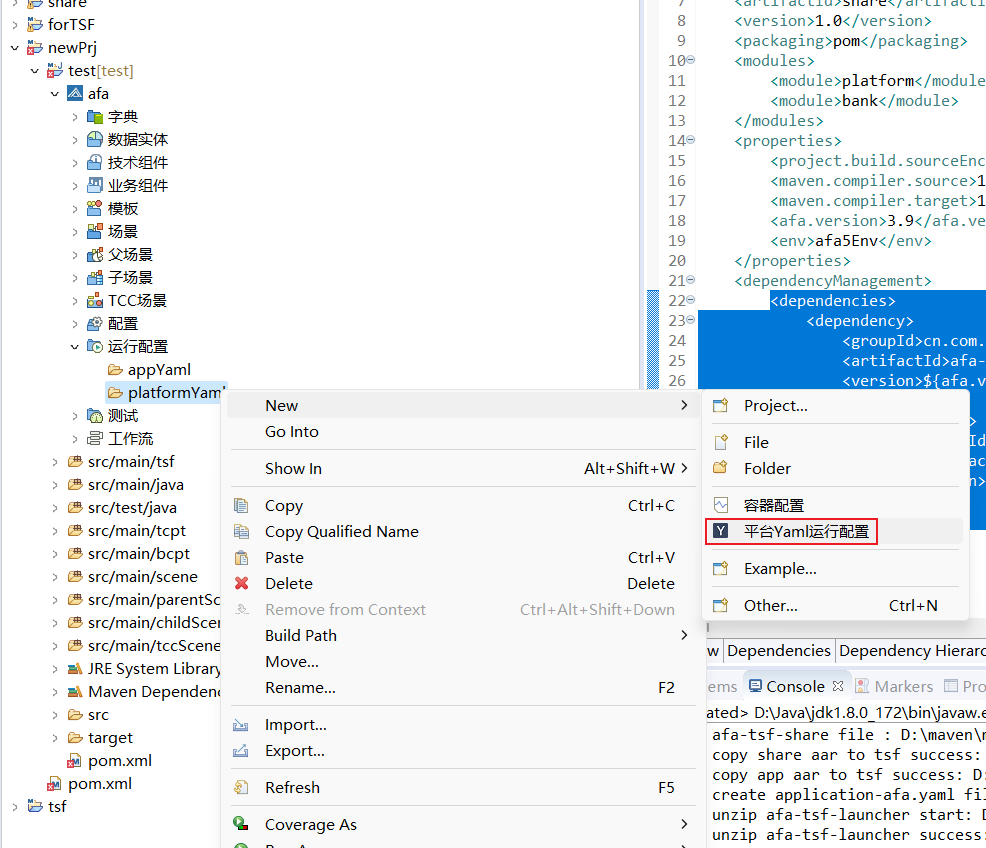 share
forTSF
newPrj
test[test]
afa
字典
数据实体
技术组件
业务组件
模板
场景
父场景
子场景
TCC场景
配置
运行配置
appYaml
platformYaml
测试
工作流
src/main/tsf
src/main/java
src/test/java
src/main/tcpt
src/main/bcpt
src/main/scene
src/main/parentSc
src/main/childScer
src/main/tccScene
JRE System Library
Maven Dependenc
src
target
pom.xml
pom.xml
tsf
New
Go Into
Show In Alt+Shift+W
Copy Ctrl+C
Copy Qualified Name
Paste Ctrl+V
Delete Delete
Remove from Context Ctrl+Alt+Shift+Down
Build Path
Move...
Rename... F2
Import...
Export...
Refresh F5
Coverage As
Project...
File
Folder
容器配置
Y 平台Yaml运行配置
Example...
Other... Ctrl+N
7 <artifactId>share</artifactI
8 <version>1.0</version>
9 <packaging>pom</packaging>
10 <modules>
11 <module>platform</module
12 <module>bank</module>
13 </modules>
14 <properties>
15 <project.build.sourceEnc
16 <maven.compiler.source>1
17 <maven.compiler.target>1
18 <afa.version>3.9</afa.ve
19 <env>afa5Env</env>
20 </properties>
21 <dependencyManagement>
22 <dependencies>
23 <dependency>
24 <groupId>cn.com.
25 <artifactId>afa-
26 <version>${afa.v
>
Id
ac
n>
w Dependencies Dependency Hierarc
ems Console Markers Pro
ated> D:\Java\jdk1.8.0_172\bin\javaw.e
afa-tsf-share file : D:\maven\m
copy share aar to tsf success:
copy app aar to tsf success: D:
create application-afa.yaml fil
unzip afa-tsf-launcher start: D
unzip afa-tsf-launcher success: